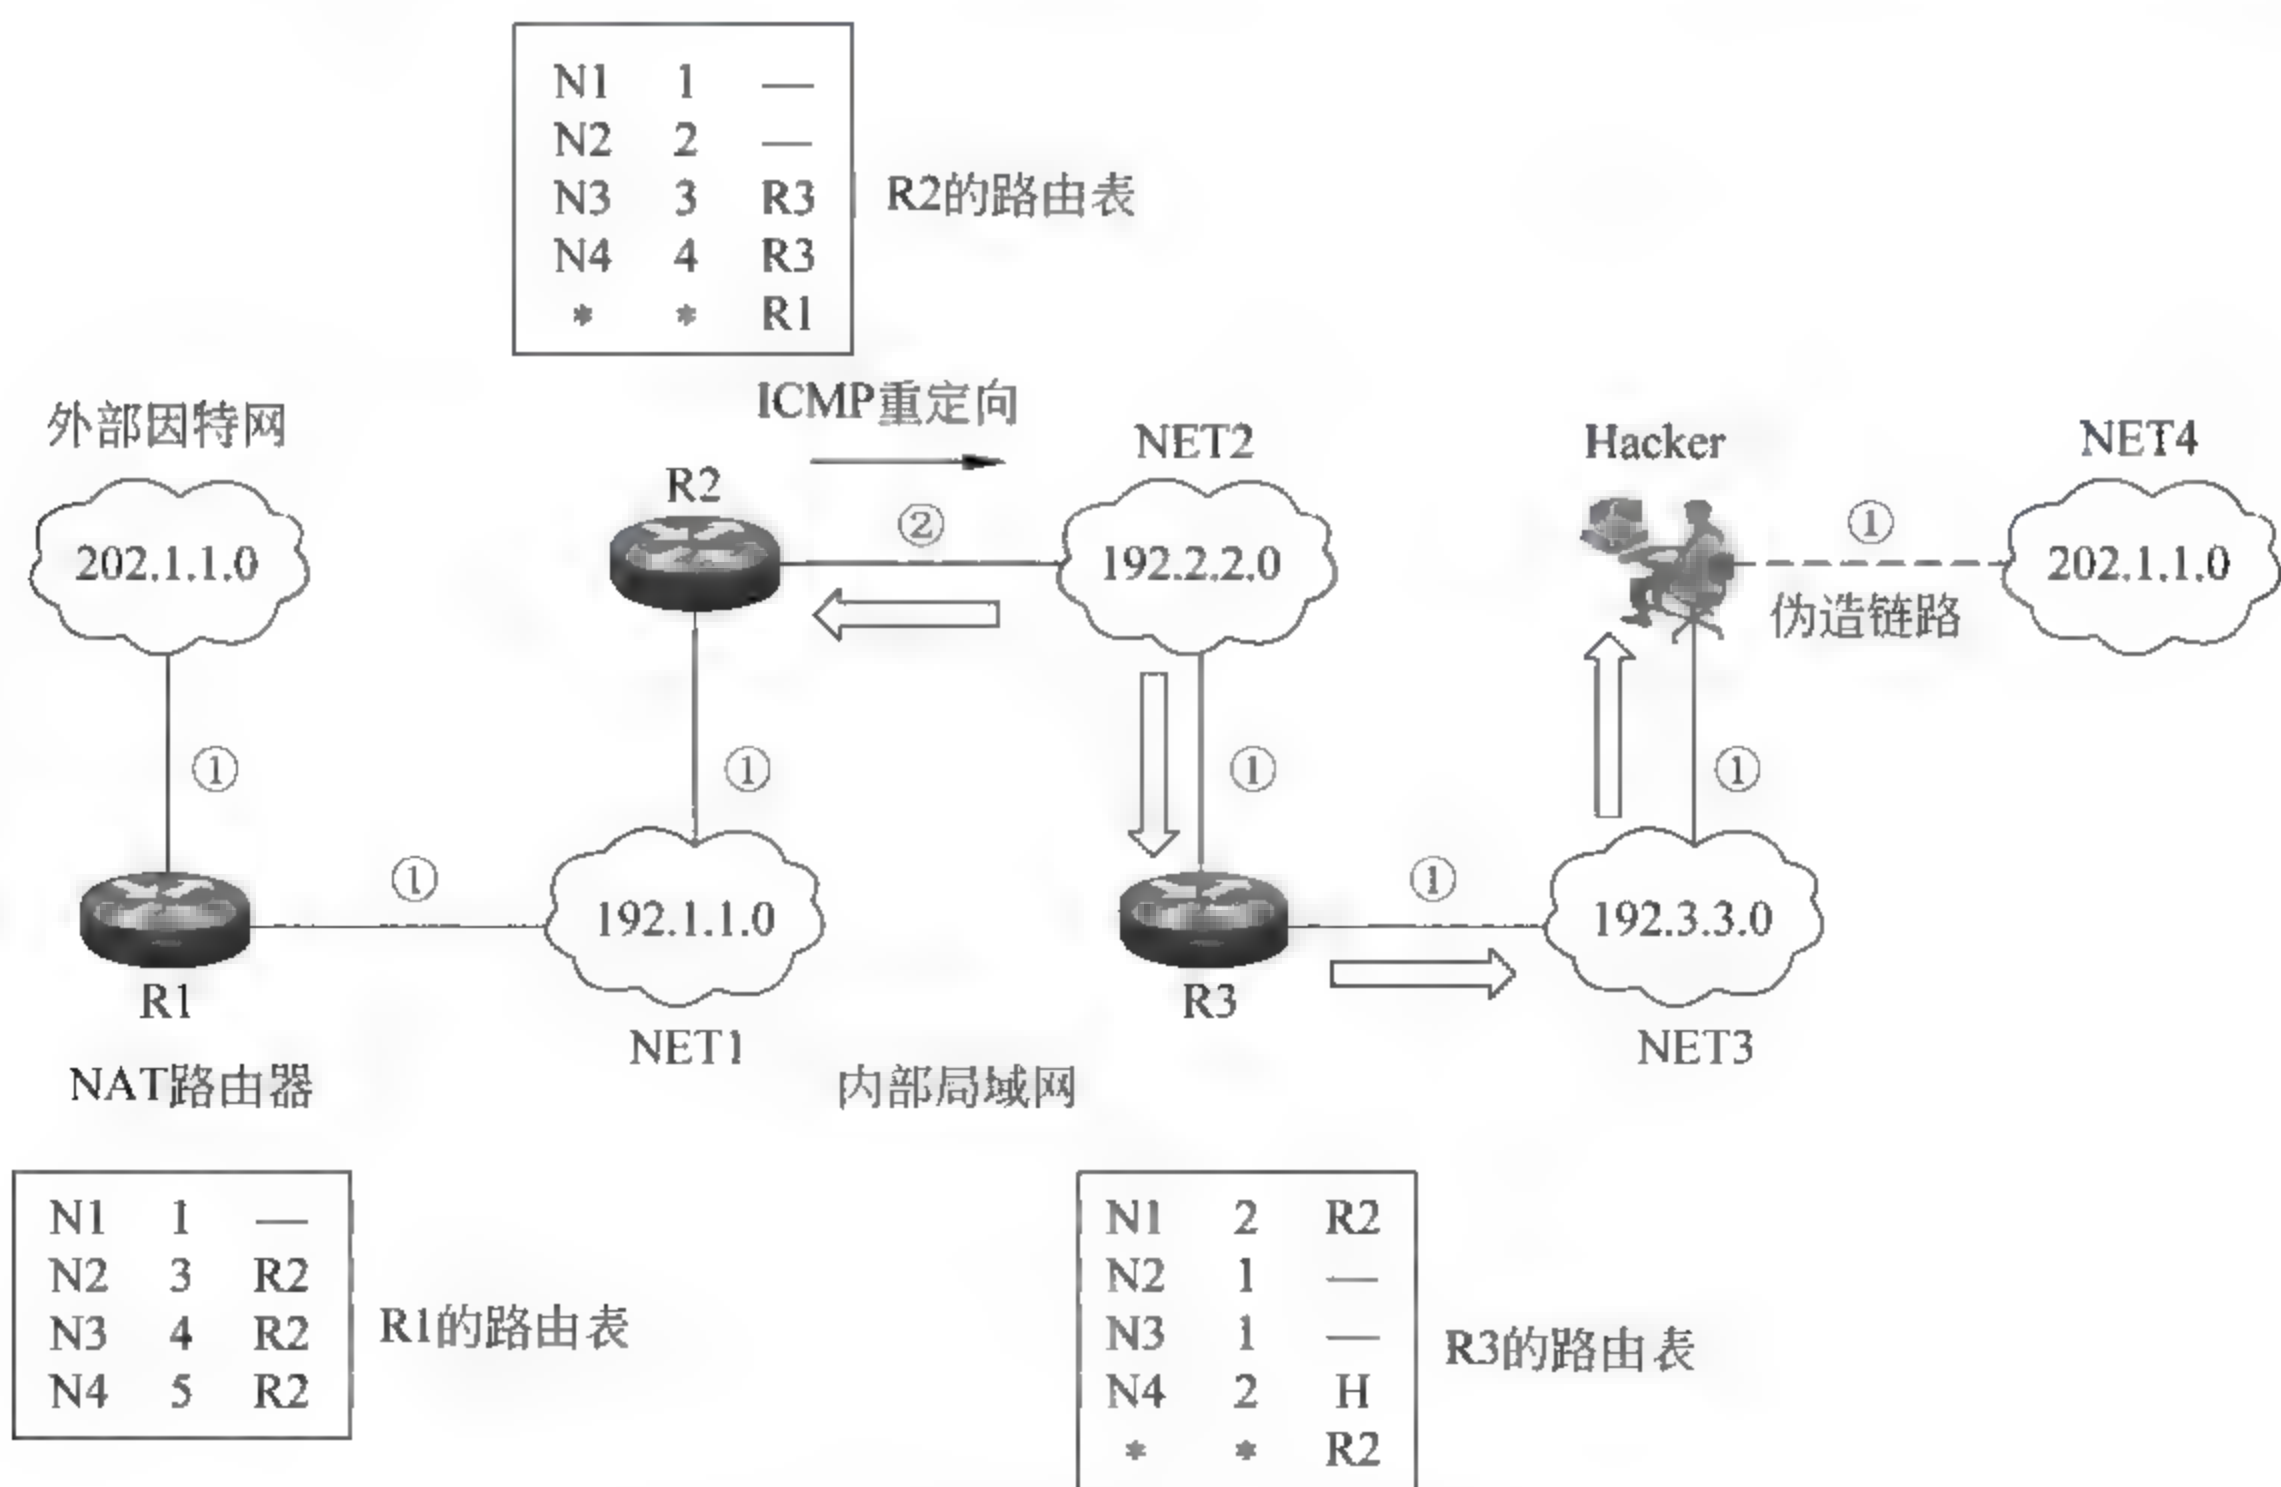 N1 1 —
N2 2 —
N3 3 R3
N4 4 R3
* * R1
R2的路由表
ICMP重定向
外部因特网
R2
NET2
Hacker
NET4
②
①
202.1.1.0
192.2.2.0
202.1.1.0
伪造链路
①
①
①
①
①
①
192.1.1.0
192.3.3.0
R1
R3
NET1
NET3
NAT路由器
内部局域网
N1 1 —
N2 3 R2
N3 4 R2
N4 5 R2
R1的路由表
N1 2 R2
N2 1 —
N3 1 —
N4 2 H
* * R2
R3的路由表